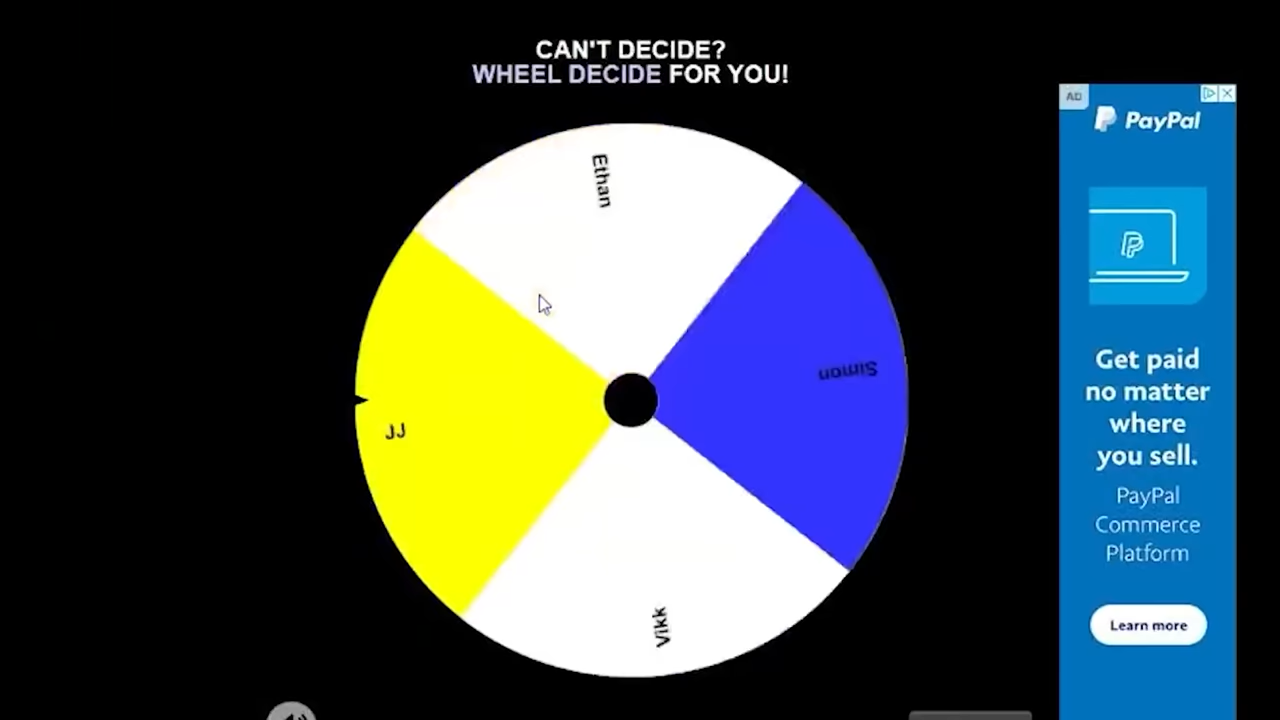 CAN'T DECIDE?
WHEEL DECIDE FOR YOU!
Ethan
Simon
JJ
Vikk
AD
PayPal
Get paid
no matter
where
you sell.
PayPal
Commerce
Platform
Learn more